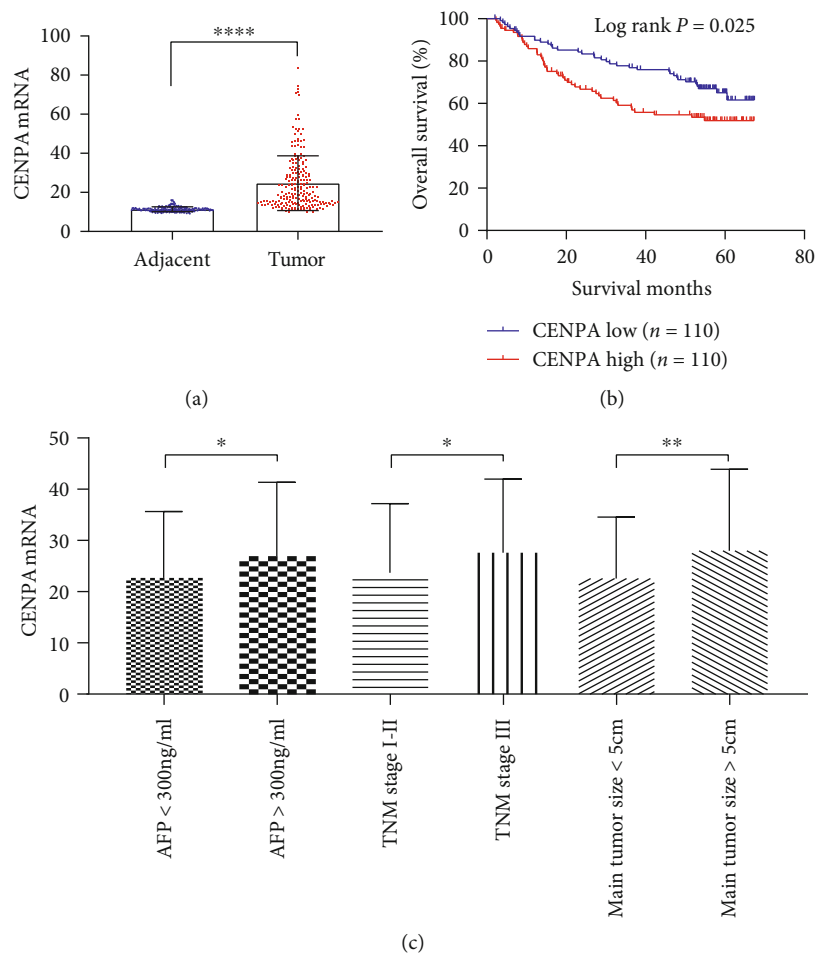 ****
CENPA mRNA
100
80
60
40
20
0
Adjacent
Tumor
(a)
Log rank P = 0.025
Overall survival (%)
100
80
60
40
20
0
0
20
40
60
80
Survival months
CENPA low (n = 110)
CENPA high (n = 110)
(b)
CENPA mRNA
50
40
30
20
10
0
*
*
**
AFP < 300ng/ml
AFP > 300ng/ml
TNM stage I-II
TNM stage III
Main tumor size < 5cm
Main tumor size > 5cm
(c)